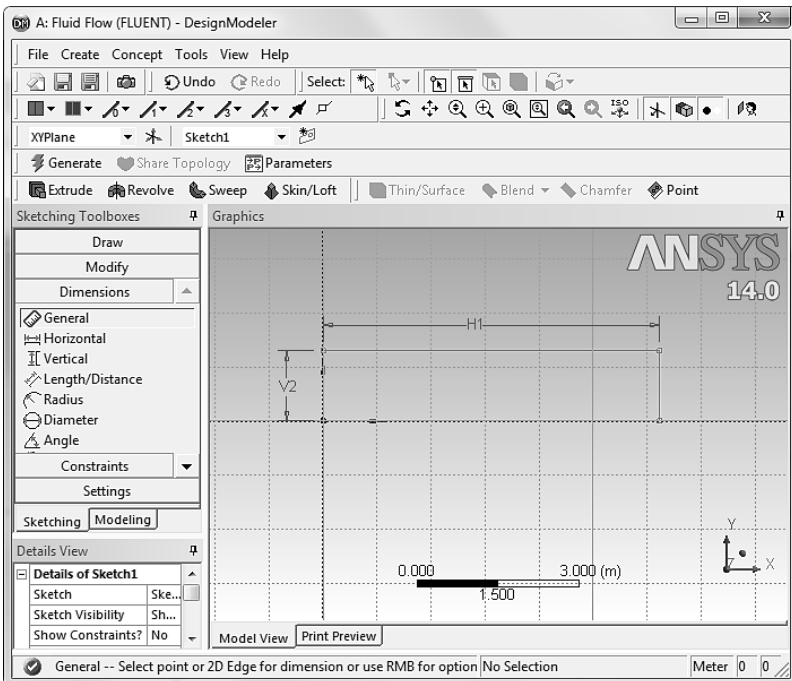 A: Fluid Flow (FLUENT) - DesignModeler
File Create Concept Tools View Help
Undo Redo Select:
XYPlane Sketch1
Generate Share Topology Parameters
Extrude Revolve Sweep Skin/Loft Thin/Surface Blend Chamfer Point
Sketching Toolboxes
Draw
Modify
Dimensions
General
Horizontal
Vertical
Length/Distance
Radius
Diameter
Angle
Constraints
Settings
Sketching Modeling
Details View
Details of Sketch1
Sketch Ske...
Sketch Visibility Sh...
Show Constraints? No
Graphics
ANSYS
14.0
H1
V2
Y
Z X
0.000 3.000 (m)
1.500
Model View Print Preview
General -- Select point or 2D Edge for dimension or use RMB for option No Selection Meter 0 0